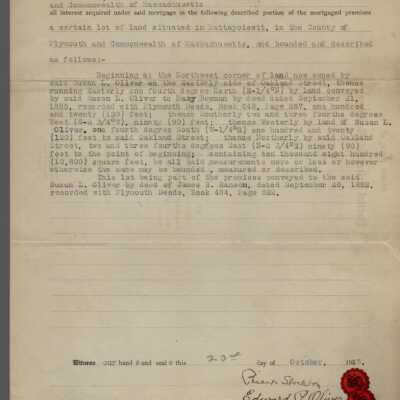 and Commonwealth of Massachusetts
all interest acquired under said mortgage in the following described portion of the mortgaged premises
a certain lot of land situated in Mattapoisett, in the County of
Plymouth and Commonwealth of Massachusetts, and bounded and described
as follows:-
Beginning at the Northwest corner of land now owned by
said Susan L. Oliver on the Easterly side of Oakland Street, thence
running Easterly one fourth degree North (E-1/4°N) by land conveyed
by said Susan L. Oliver to Bowman by deed dated September 21,
recorded with Plymouth Deeds, Book Page one hundred
and twenty (120) feet; thence Southerly two and three fourths degrees
West (S-2 3/4°W), ninety (90) feet; thence Westerly by land of Susan L.
Oliver, one fourth degree South (W-1/4°S) one hundred and twenty
(120) feet to said Oakland Street; thence Northerly by said Oakland
Street, two and three fourths degrees East (N-2 3/4°E) ninety (90)
feet to the point of beginning; containing ten thousand eight hundred
(10,800) square feet, be all said measurements more or less or however
otherwise the same may be bounded, measured or described.
This lot being part of the premises conveyed to the said
Susan L. Oliver by deed of James S. Ransom, dated September 26,
recorded with Plymouth Deeds, Book Page
Witness our hand s and seal s this 23rd day of October,
Edward L. Oliver